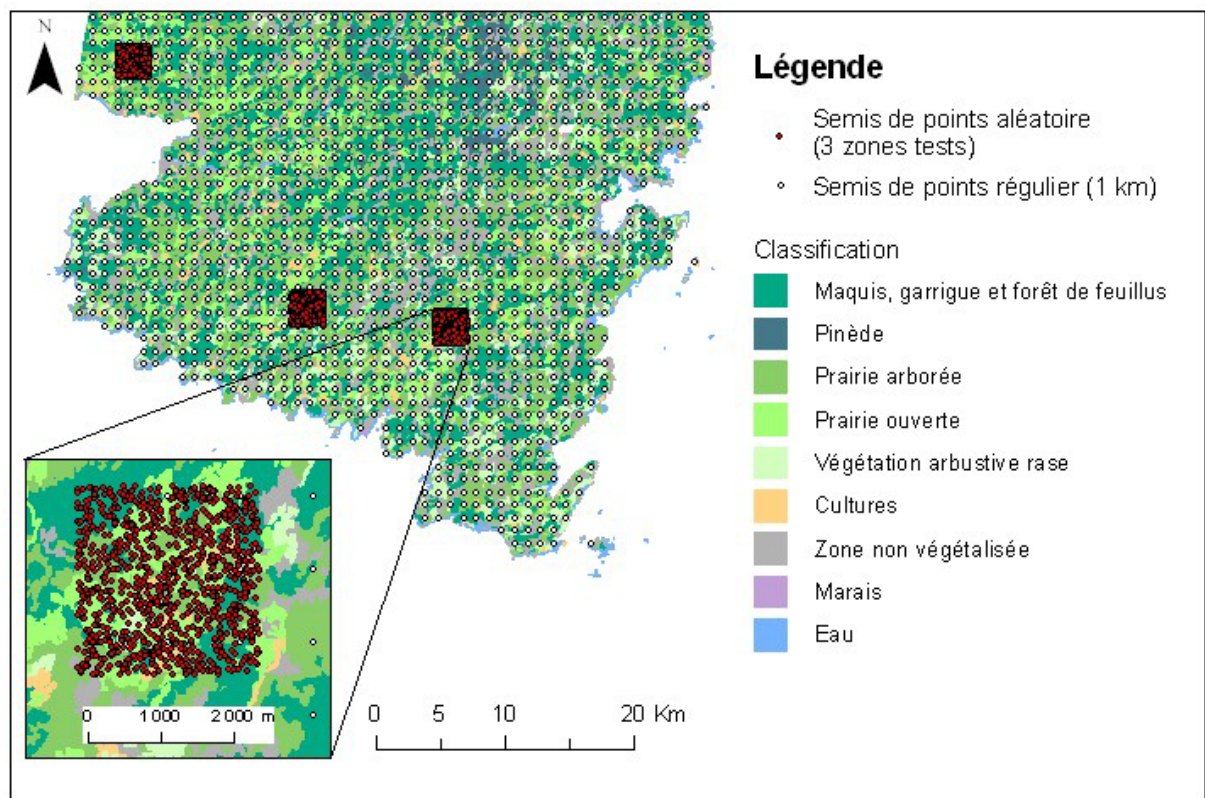 N
Légende
Semis de points aléatoire
(3 zones tests)
Semis de points régulier (1 km)
Classification
Maquis, garrigue et forêt de feuillus
Pinède
Prairie arborée
Prairie ouverte
Végétation arbustive rase
Cultures
Zone non végétalisée
Marais
Eau
0 1 000 2 000 m
0 5 10 20 Km